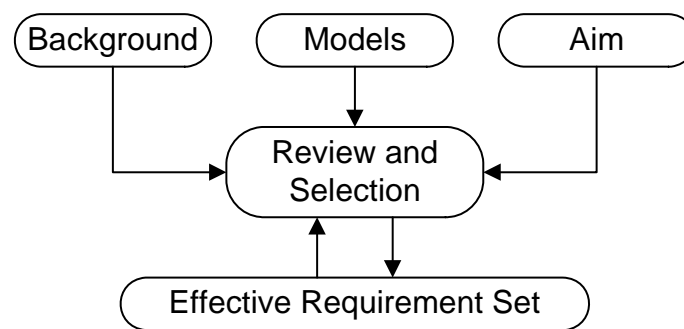 Background
Models
Aim
Review and
Selection
Effective Requirement Set